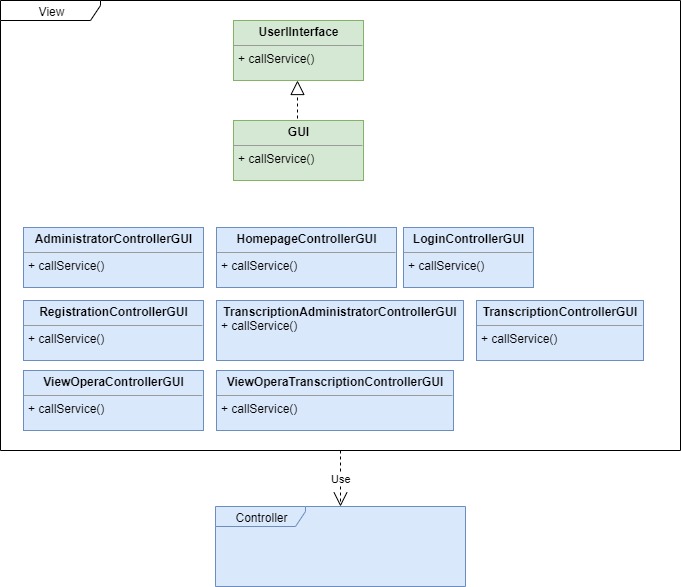 View
UserlInterface
+ callService()
GUI
+ callService()
AdministratorControllerGUI
+ callService()
HomepageControllerGUI
+ callService()
LoginControllerGUI
+ callService()
RegistrationControllerGUI
+ callService()
TranscriptionAdministratorControllerGUI
+ callService()
TranscriptionControllerGUI
+ callService()
ViewOperaControllerGUI
+ callService()
ViewOperaTranscriptionControllerGUI
+ callService()
Use
Controller